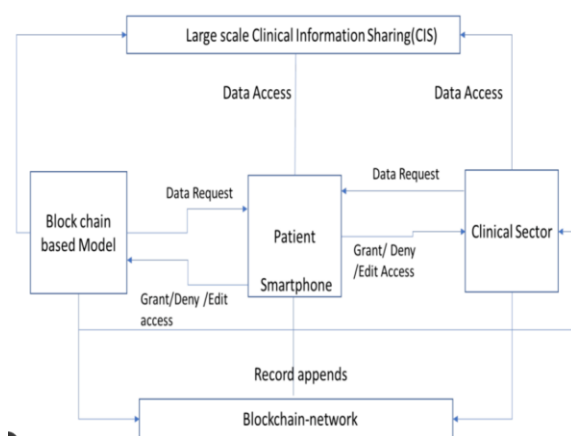 Large scale Clinical Information Sharing(CIS)
Data Access
Data Access
Data Request
Data Request
Block chain
based Model
Patient
Smartphone
Clinical Sector
Grant/ Deny
/Edit Access
Grant/Deny /Edit
access
Record appends
Blockchain-network